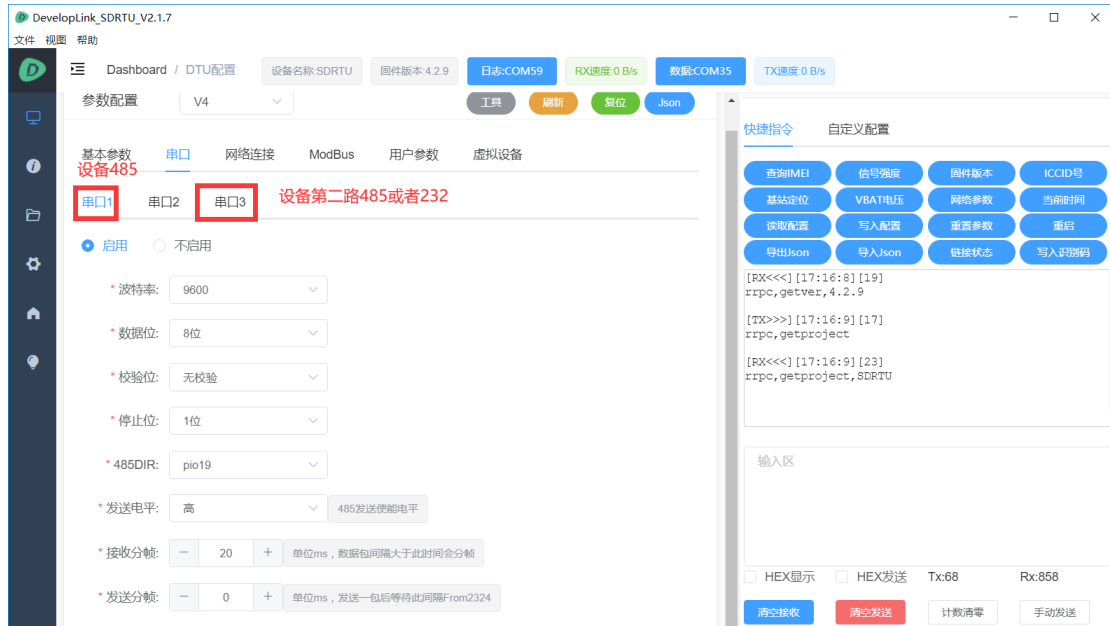 DevelopLink_SDRTU_V2.1.7
文件 视图 帮助
Dashboard / DTU配置 设备名称:SDRTU 固件版本:4.2.9 日志:COM59 RX速度:0 B/s 数据:COM35 TX速度:0 B/s
参数配置 V4 工具 刷新 复位 Json
基本参数 串口 网络连接 ModBus 用户参数 虚拟设备
设备485
串口1 串口2 串口3 设备第二路485或者232
启用 不启用
*波特率: 9600
*数据位: 8位
*校验位: 无校验
*停止位: 1位
*485DIR: pio19
*发送电平: 高 485发送使能电平
*接收分帧: − 20 + 单位ms，数据包间隔大于此时间会分帧
*发送分帧: − 0 + 单位ms，发送一包后等待此间隔From2324
快捷指令 自定义配置
查询IMEI 信号强度 固件版本 ICCID号
基站定位 VBAT电压 网络参数 当前时间
读取配置 写入配置 重置参数 重启
导出Json 导入Json 链接状态 写入识别码
[RX<<<][17:16:8][19]
rrpc,getver,4.2.9
[TX>>>][17:16:9][17]
rrpc,getproject
[RX<<<][17:16:9][23]
rrpc,getproject,SDRTU
输入区
HEX显示 HEX发送 Tx:68 Rx:858
清空接收 清空发送 计数清零 手动发送